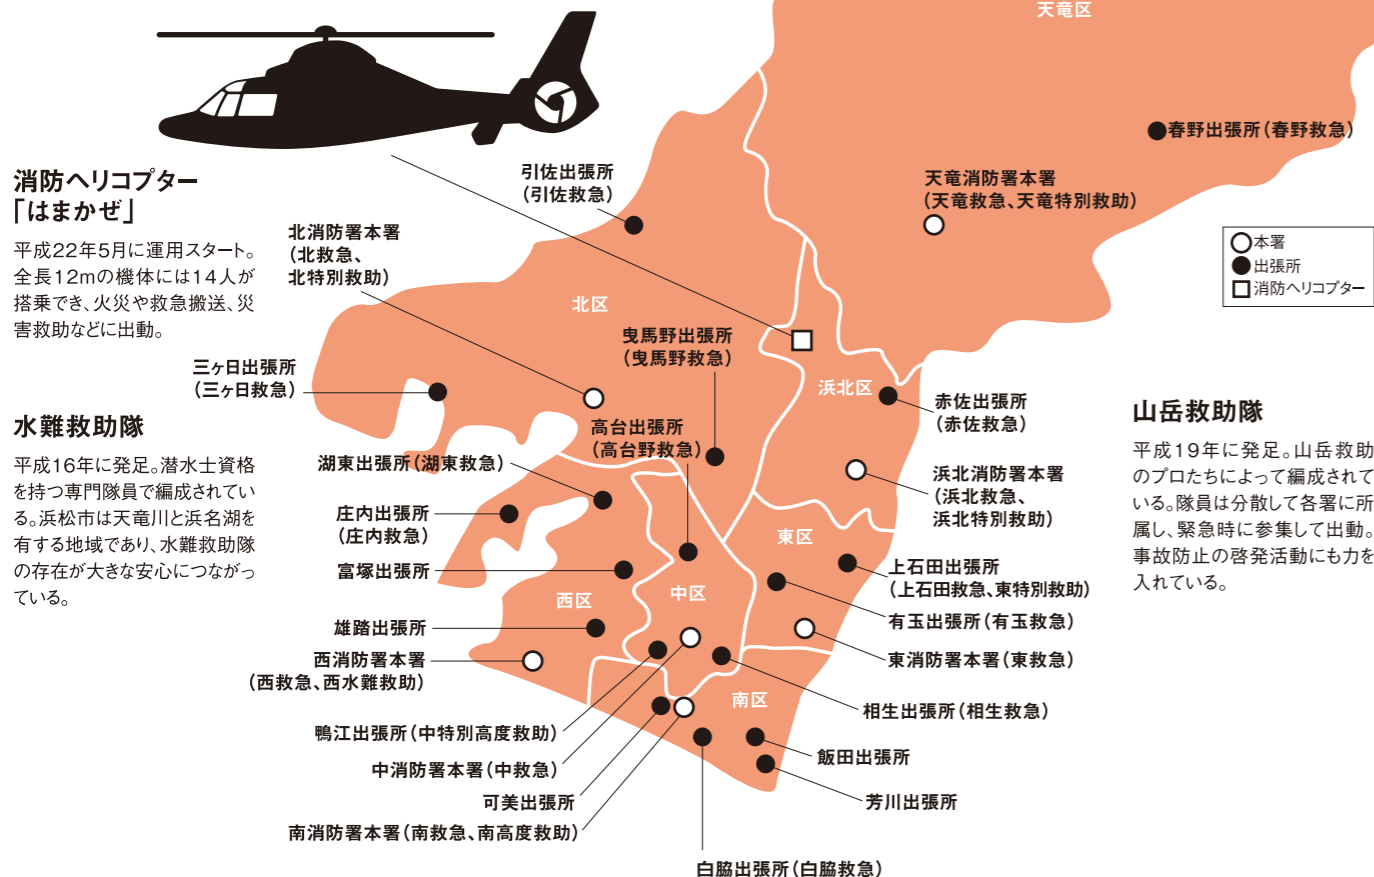 天竜区
春野出張所(春野救急)
引佐出張所
(引佐救急)
天竜消防署本署
(天竜救急、天竜特別救助)
消防ヘリコプター
「はまかぜ」
平成22年5月に運用スタート。
全長12mの機体には14人が
搭乗でき、火災や救急搬送、災
害救助などに出動。
北消防署本署
(北救急、
北特別救助)
本署
出張所
消防ヘリコプター
北区
曳馬野出張所
(曳馬野救急)
三ヶ日出張所
(三ヶ日救急)
浜北区
赤佐出張所
(赤佐救急)
水難救助隊
平成16年に発足。潜水士資格
を持つ専門隊員で編成されてい
る。浜松市は天竜川と浜名湖を
有する地域であり、水難救助隊
の存在が大きな安心につながっ
ている。
山岳救助隊
平成19年に発足。山岳救助
のプロたちによって編成されて
いる。隊員は分散して各署に所
属し、緊急時に参集して出動。
事故防止の啓発活動にも力を
入れている。
高台出張所
(高台野救急)
湖東出張所(湖東救急)
浜北消防署本署
(浜北救急、
浜北特別救助)
庄内出張所
(庄内救急)
東区
富塚出張所
上石田出張所
(上石田救急、東特別救助)
西区
中区
有玉出張所(有玉救急)
雄踏出張所
西消防署本署
(西救急、西水難救助)
東消防署本署(東救急)
南区
相生出張所(相生救急)
鴨江出張所(中特別高度救助)
飯田出張所
中消防署本署(中救急)
可美出張所
芳川出張所
南消防署本署(南救急、南高度救助)
白脇出張所(白脇救急)